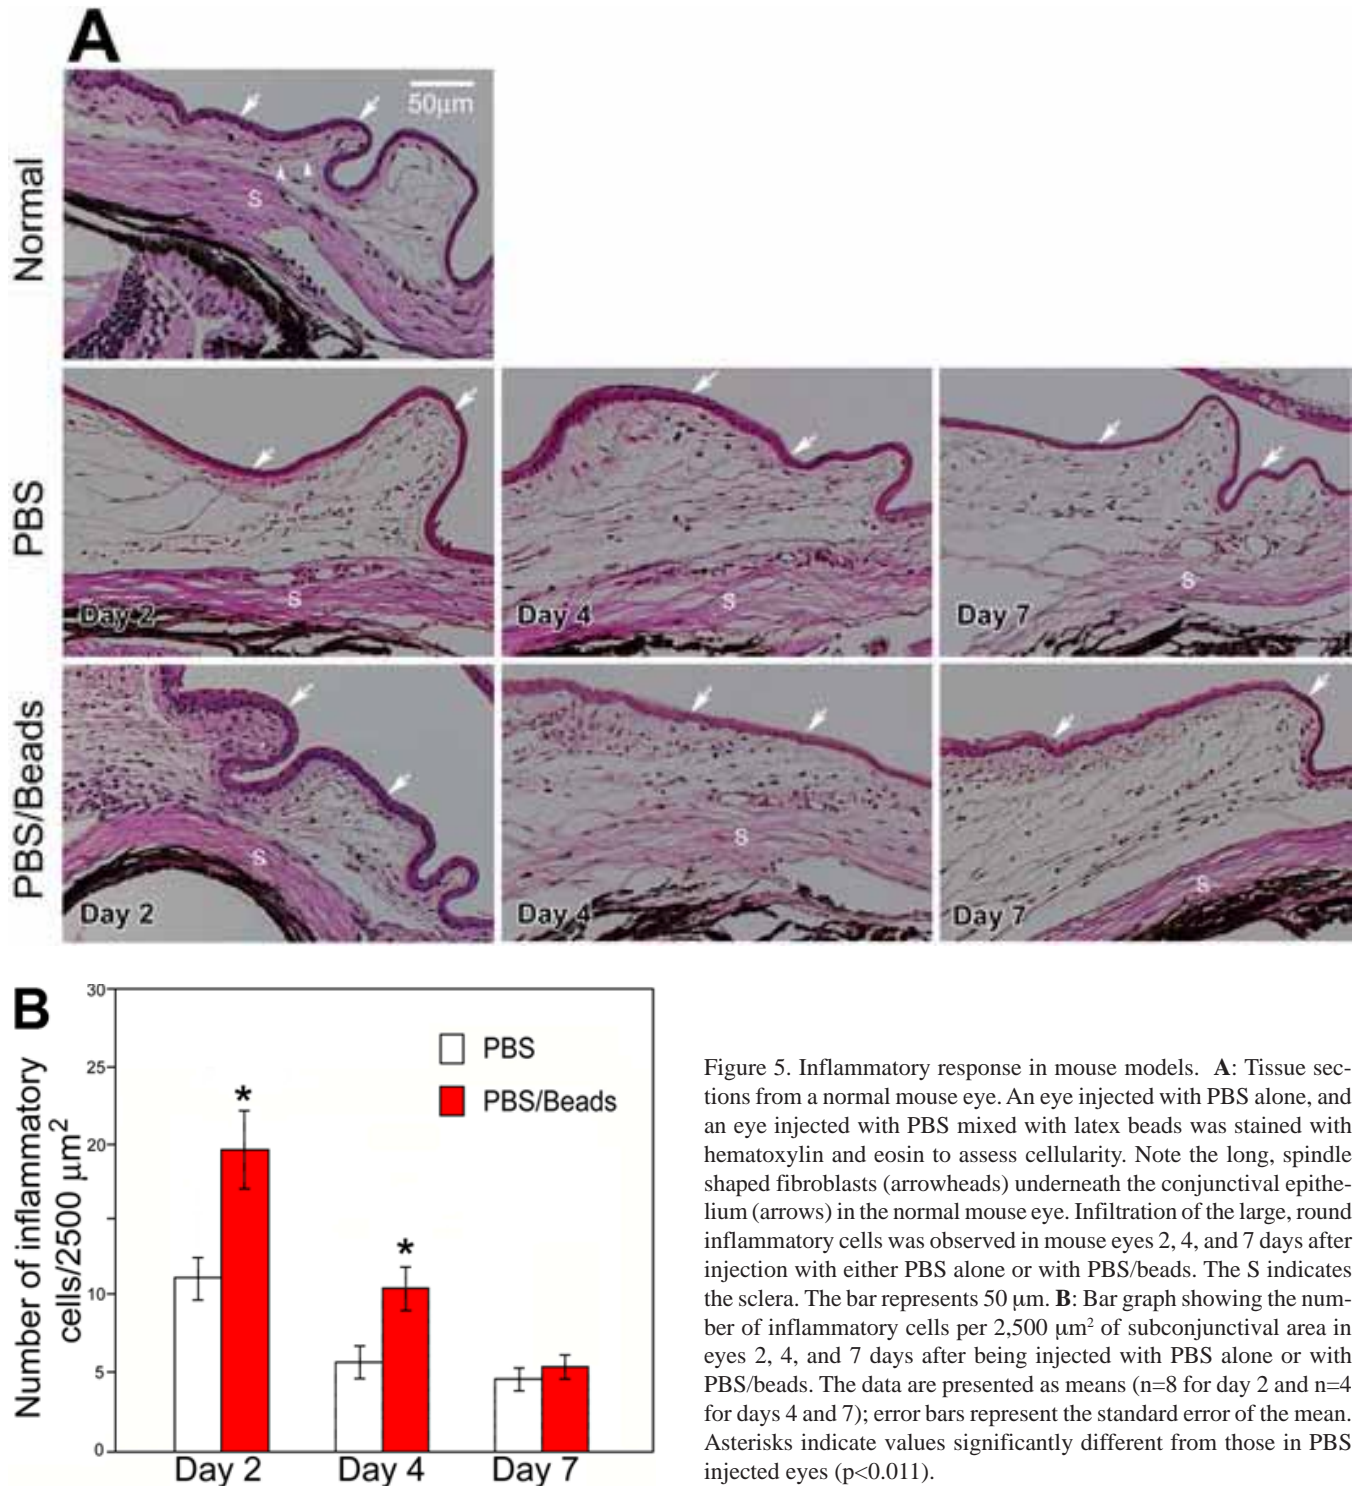 A
Normal
50μm
S
PBS
S
Day 2
S
Day 4
S
Day 7
PBS/Beads
S
Day 2
S
Day 4
S
Day 7
B
Number of inflammatory
cells/2500 μm²
30
25
20
10
5
0
PBS
PBS/Beads
*
*
Day 2
Day 4
Day 7
Figure 5. Inflammatory response in mouse models. A: Tissue sec-
tions from a normal mouse eye. An eye injected with PBS alone, and
an eye injected with PBS mixed with latex beads was stained with
hematoxylin and eosin to assess cellularity. Note the long, spindle
shaped fibroblasts (arrowheads) underneath the conjunctival epithe-
lium (arrows) in the normal mouse eye. Infiltration of the large, round
inflammatory cells was observed in mouse eyes 2, 4, and 7 days after
injection with either PBS alone or with PBS/beads. The S indicates
the sclera. The bar represents 50 μm. B: Bar graph showing the num-
ber of inflammatory cells per 2,500 μm² of subconjunctival area in
eyes 2, 4, and 7 days after being injected with PBS alone or with
PBS/beads. The data are presented as means (n=8 for day 2 and n=4
for days 4 and 7); error bars represent the standard error of the mean.
Asterisks indicate values significantly different from those in PBS
injected eyes (p<0.011).